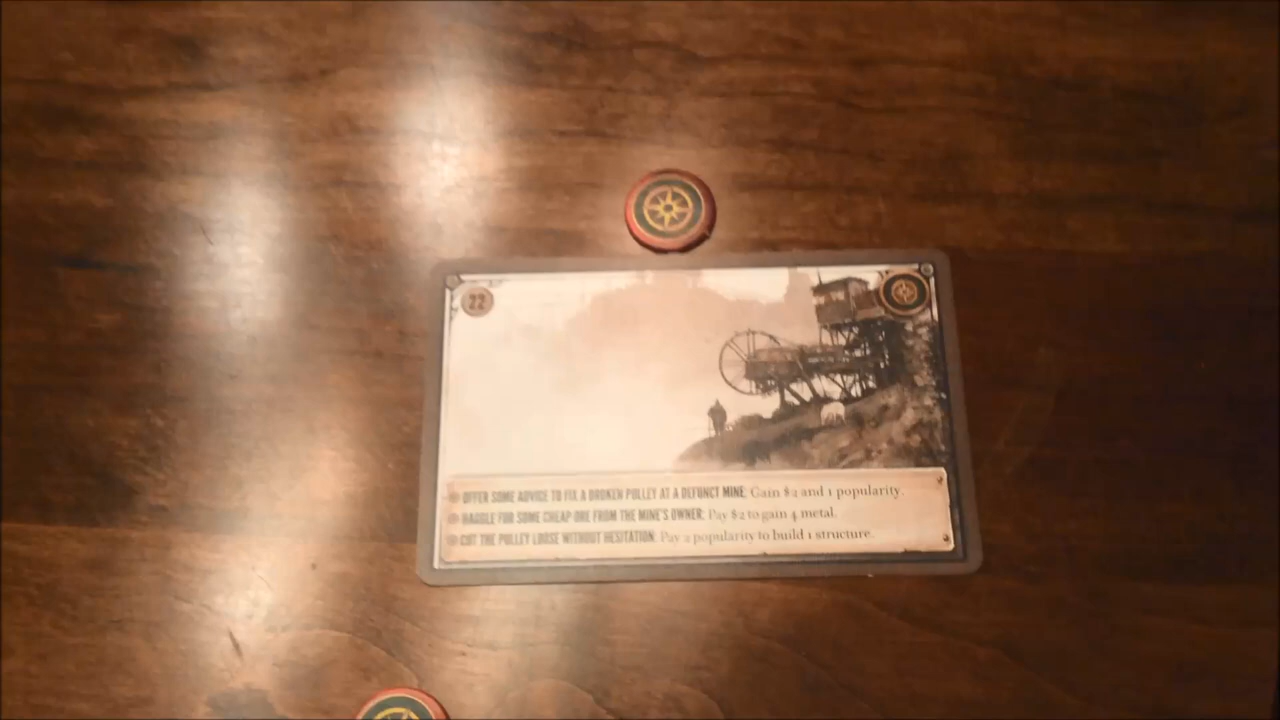 22
OFFER SOME ADVICE TO FIX A BROKEN PULLEY AT A DEFUNCT MINE: Gain $2 and 1 popularity.
HAGGLE FOR SOME CHEAP ORE FROM THE MINE'S OWNER: Pay $2 to gain 4 metal.
CUT THE PULLEY LOOSE WITHOUT HESITATION: Pay 2 popularity to build 1 structure.